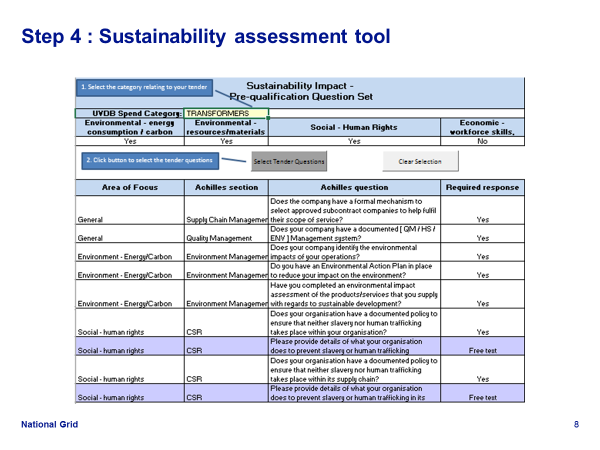 Step 4 : Sustainability assessment tool
1. Select the category relating to your tender
Sustainability Impact -
Pre-qualification Question Set
UVDB Spend Category: TRANSFORMERS
Environmental - energy consumption / carbon
Environmental - resources/materials
Social - Human Rights
Economic - workforce skills,
Yes Yes Yes No
2. Click button to select the tender questions
Select Tender Questions
Clear Selection
Area of Focus Achilles section Achilles question Required response
Does the company have a formal mechanism to
select approved subcontract companies to help fulfil
General Supply Chain Managemer their scope of service? Yes
Does your company have a documented [ QM / HS /
General Quality Management ENV ] Management system? Yes
Does your company identify the environmental
Environment - Energy/Carbon Environment Managemer impacts of your operations? Yes
Do you have an Environmental Action Plan in place
Environment - Energy/Carbon Environment Managemer to reduce your impact on the environment? Yes
Have you completed an environmental impact
assessment of the products/services that you supply
Environment - Energy/Carbon Environment Managemer with regards to sustainable development? Yes
Does your organisation have a documented policy to
ensure that neither slavery nor human trafficking
Social - human rights CSR takes place within your organisation? Yes
Please provide details of what your organisation
Social - human rights CSR does to prevent slavery or human trafficking Free test
Does your organisation have a documented policy to
ensure that neither slavery nor human trafficking
Social - human rights CSR takes place within its supply chain? Yes
Please provide details of what your organisation
Social - human rights CSR does to prevent slavery or human trafficking in its Free test
National Grid 8